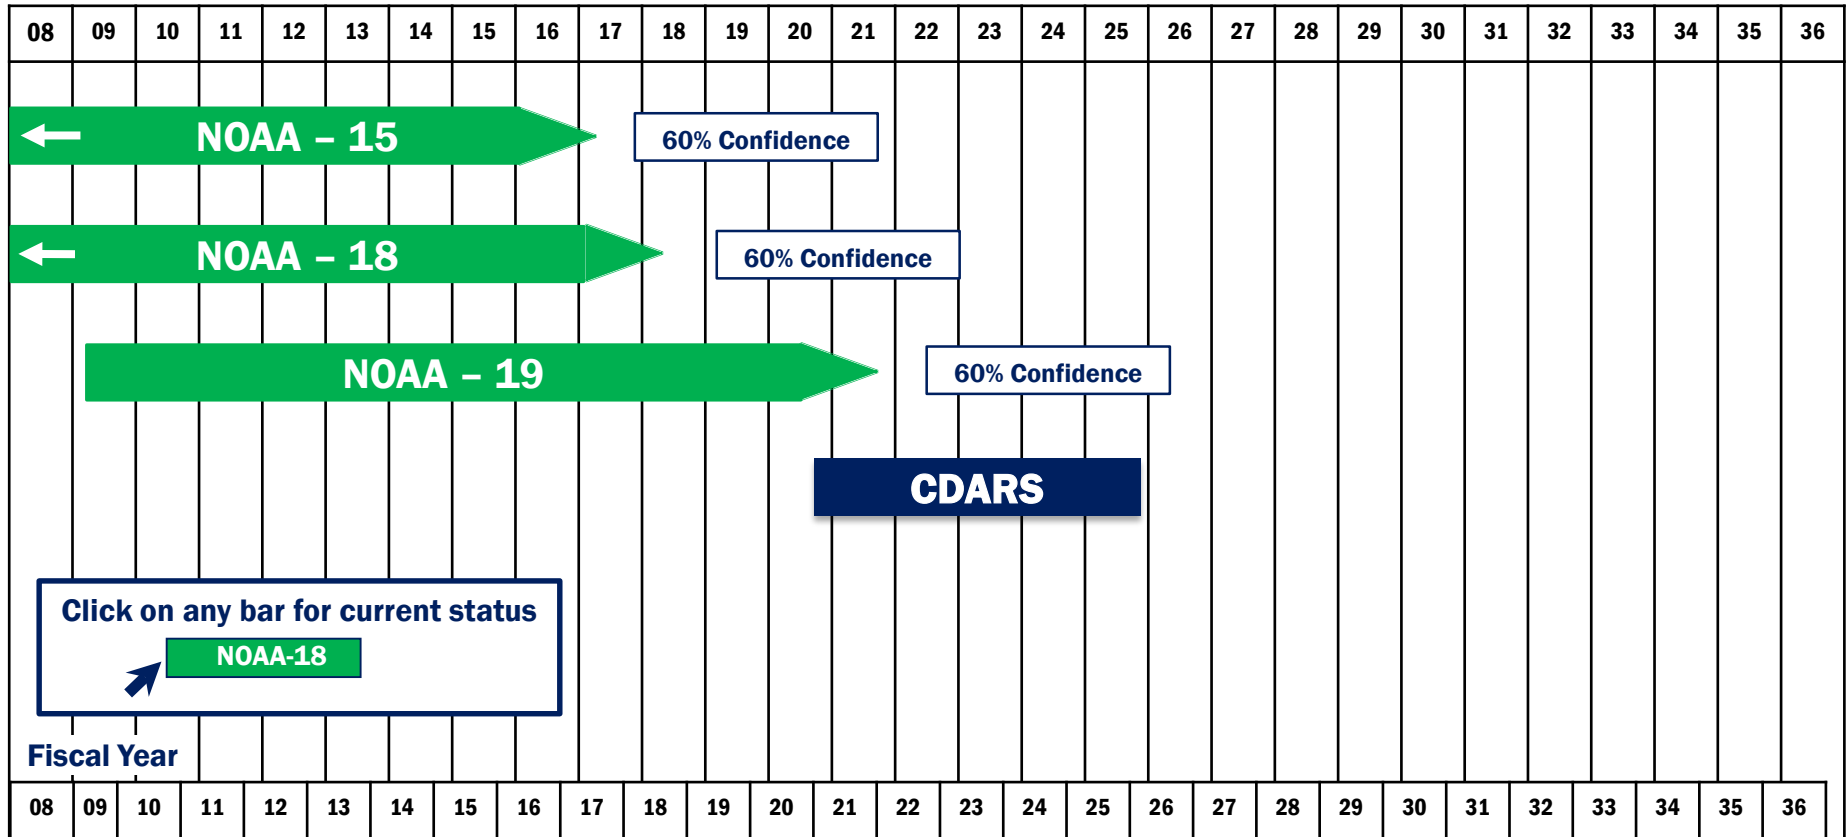 08 09 10 11 12 13 14 15 16 17 18 19 20 21 22 23 24 25 26 27 28 29 30 31 32 33 34 35 36
NOAA – 15
60% Confidence
NOAA – 18
60% Confidence
NOAA – 19
60% Confidence
CDARS
Click on any bar for current status
NOAA-18
Fiscal Year
08 09 10 11 12 13 14 15 16 17 18 19 20 21 22 23 24 25 26 27 28 29 30 31 32 33 34 35 36